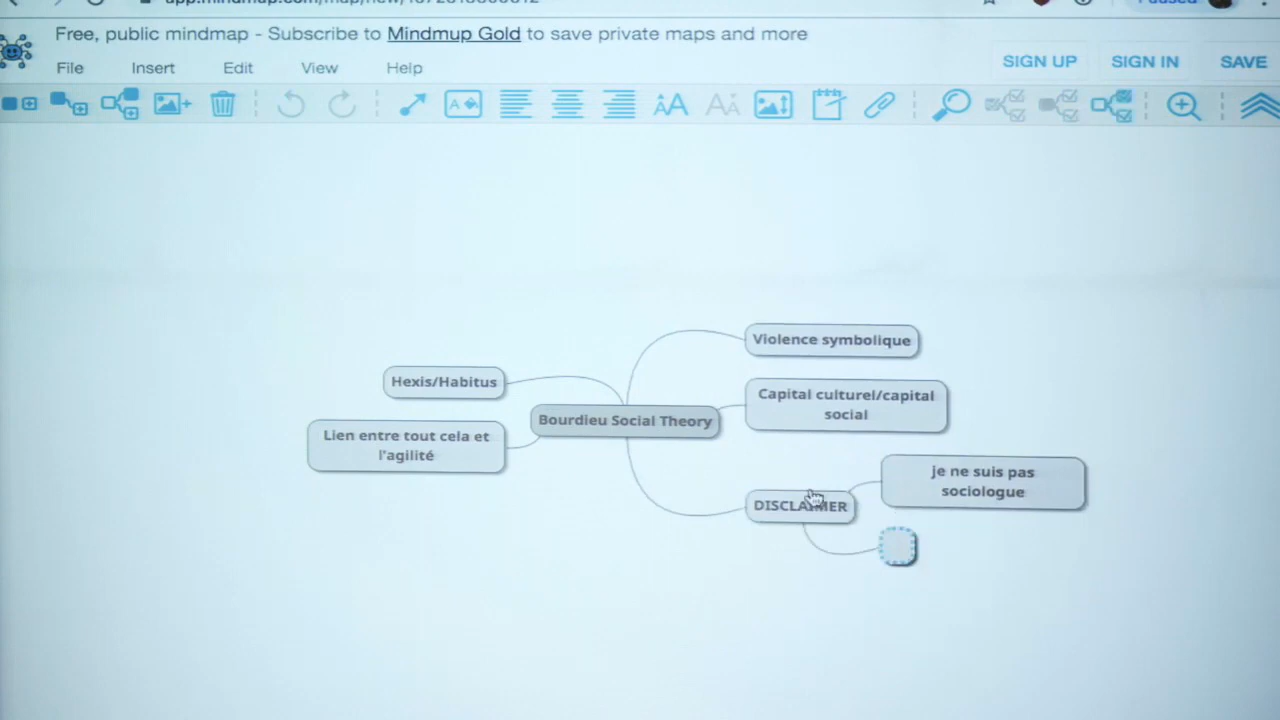 Free, public mindmap - Subscribe to Mindmup Gold to save private maps and more
File Insert Edit View Help
SIGN UP SIGN IN SAVE
Violence symbolique
Hexis/Habitus
Capital culturel/capital
social
Bourdieu Social Theory
Lien entre tout cela et
l'agilité
je ne suis pas
sociologue
DISCLAIMER